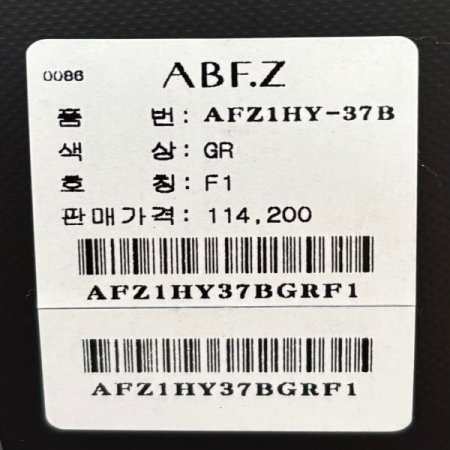 0086 ABF.Z
품 번: AFZ1HY-37B
색 상: GR
호 칭: F1
판매가격: 114,200
AFZ1HY37BGRF1
AFZ1HY37BGRF1